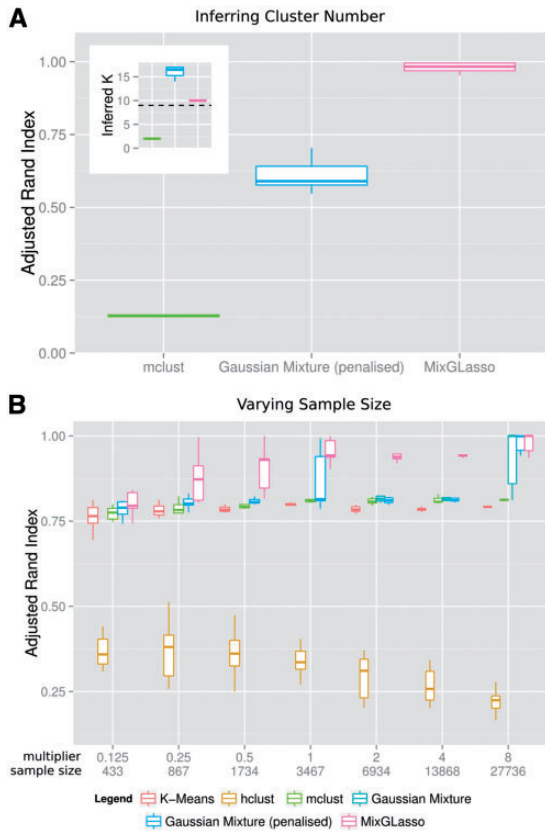 A
Inferring Cluster Number
Adjusted Rand Index
1.00
0.75
0.50
0.25
0.00
Inferred K
15
10
5
0
mclust Gaussian Mixture (penalised) MixGLasso
B
Varying Sample Size
Adjusted Rand Index
1.00
0.75
0.50
0.25
multiplier 0.125 0.25 0.5 1 2 4 8
sample size 433 867 1734 3467 6934 13868 27736
Legend K-Means hclust mclust Gaussian Mixture
Gaussian Mixture (penalised) MixGLasso